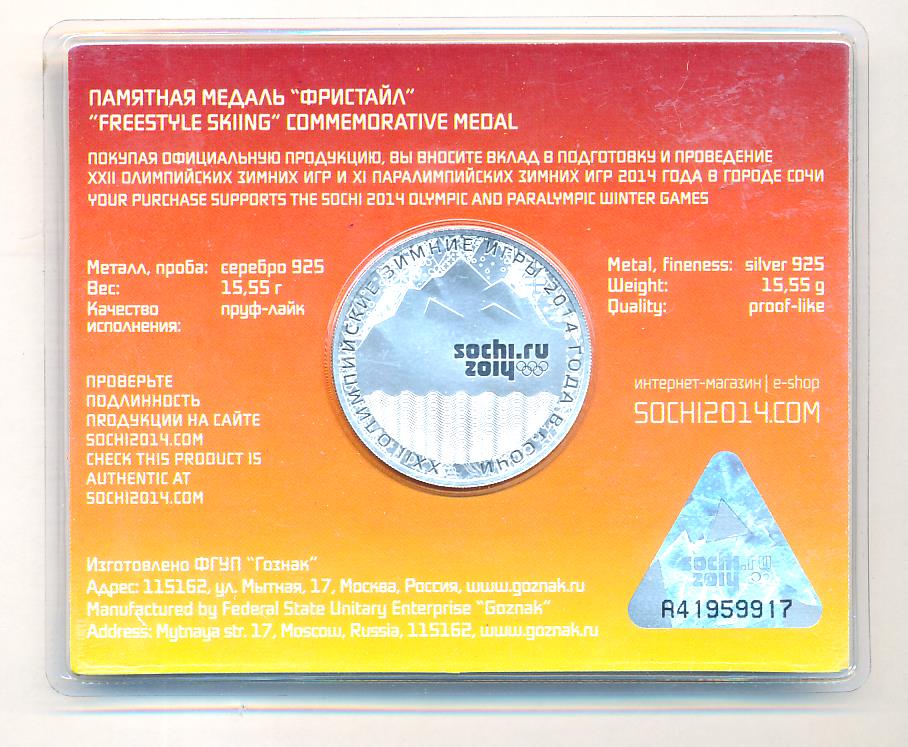 ПАМЯТНАЯ МЕДАЛЬ "ФРИСТАЙЛ"
"FREESTYLE SKIING" COMMEMORATIVE MEDAL
ПОКУПАЯ ОФИЦИАЛЬНУЮ ПРОДУКЦИЮ, ВЫ ВНОСИТЕ ВКЛАД В ПОДГОТОВКУ И ПРОВЕДЕНИЕ
XXII ОЛИМПИЙСКИХ ЗИМНИХ ИГР И XI ПАРАЛИМПИЙСКИХ ЗИМНИХ ИГР 2014 ГОДА В ГОРОДЕ СОЧИ
YOUR PURCHASE SUPPORTS THE SOCHI 2014 OLYMPIC AND PARALYMPIC WINTER GAMES
Металл, проба: серебро 925
Вес: 15,55 г
Качество исполнения: пруф-лайк
XXII ОЛИМПИЙСКИЕ ЗИМНИЕ ИГРЫ 2014 ГОДА В Г. СОЧИ
sochi.ru
2014
Metal, fineness: silver 925
Weight: 15,55 g
Quality: proof-like
ПРОВЕРЬТЕ
ПОДЛИННОСТЬ
ПРОДУКЦИИ НА САЙТЕ
SOCHI2014.COM
CHECK THIS PRODUCT IS
AUTHENTIC AT
SOCHI2014.COM
интернет-магазин | e-shop
SOCHI2014.COM
sochi.ru
2014
A41959917
Изготовлено ФГУП "Гознак"
Адрес: 115162, ул. Мытная, 17, Москва, Россия, www.goznak.ru
Manufactured by Federal State Unitary Enterprise "Goznak"
Address: Mytnaya str. 17, Moscow, Russia, 115162, www.goznak.ru